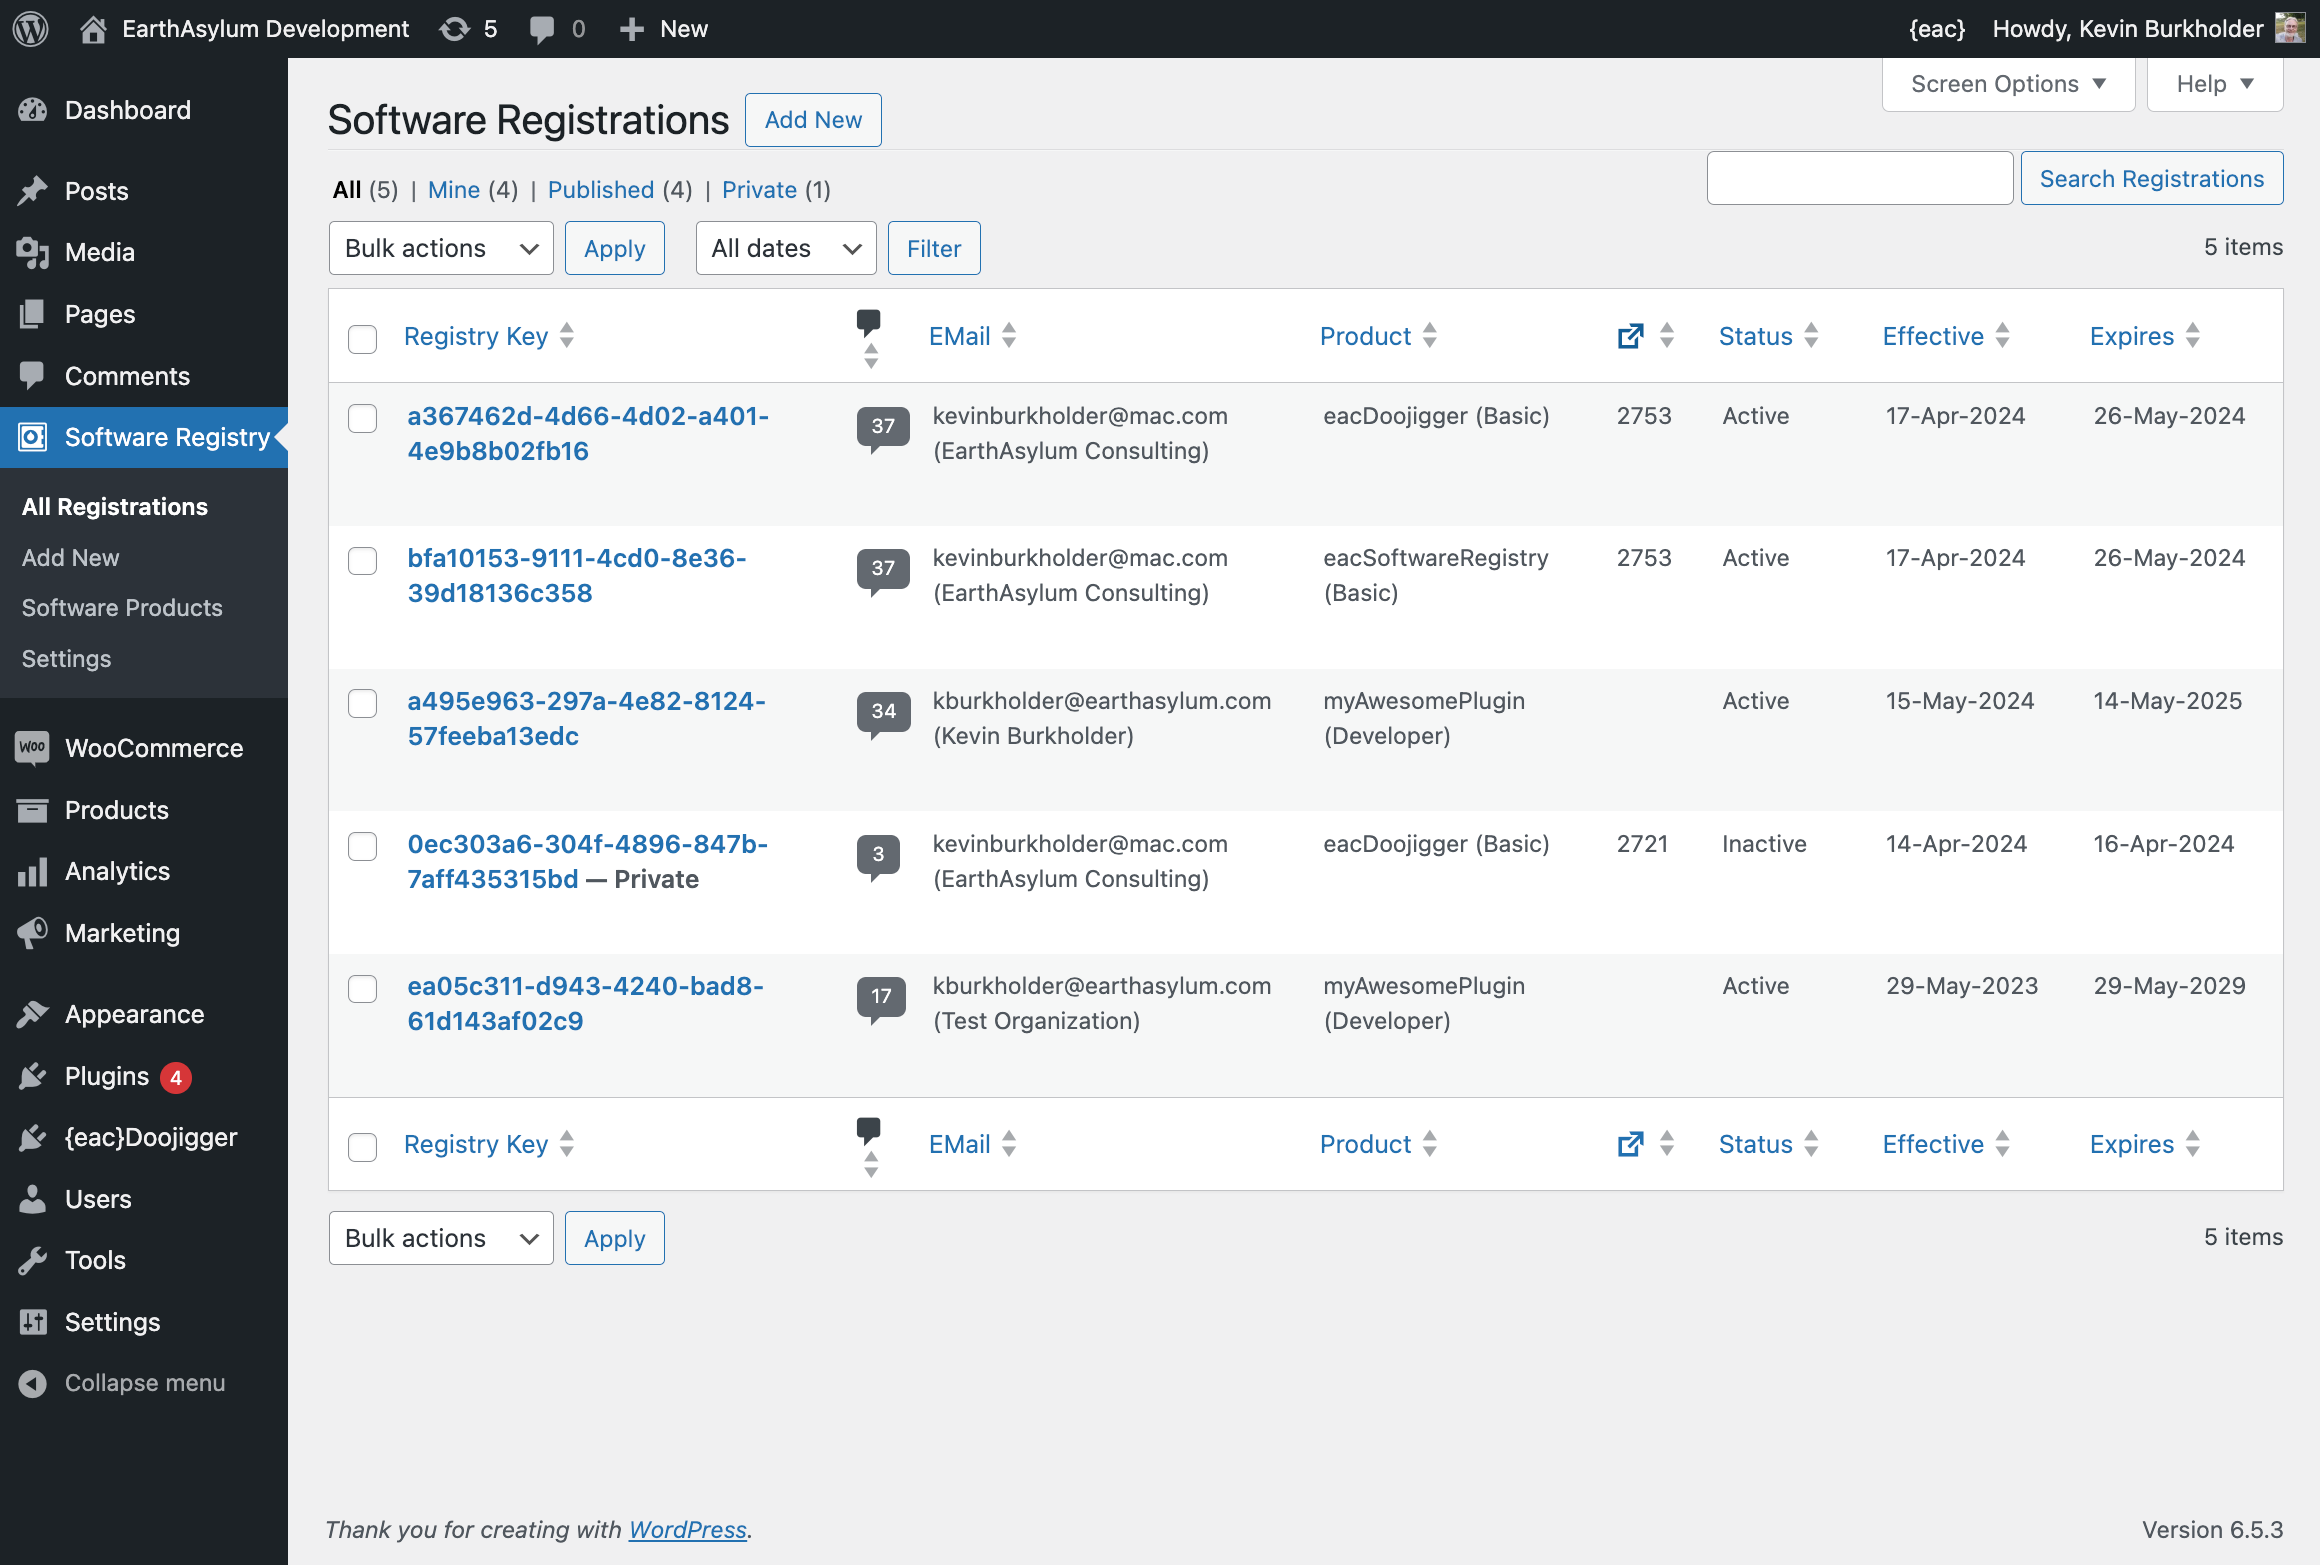 EarthAsylum Development 5 0 New {eac} Howdy, Kevin Burkholder
Screen Options Help
Dashboard
Posts
Media
Pages
Comments
Software Registry
All Registrations
Add New
Software Products
Settings
WOO WooCommerce
Products
Analytics
Marketing
Appearance
Plugins 4
{eac}Doojigger
Users
Tools
Settings
Collapse menu
Software Registrations Add New
All (5) | Mine (4) | Published (4) | Private (1)
Search Registrations
Bulk actions Apply All dates Filter 5 items
Registry Key EMail Product Status Effective Expires
a367462d-4d66-4d02-a401- 37 kevinburkholder@mac.com eacDoojigger (Basic) 2753 Active 17-Apr-2024 26-May-2024
4e9b8b02fb16 (EarthAsylum Consulting)
bfa10153-9111-4cd0-8e36- 37 kevinburkholder@mac.com eacSoftwareRegistry 2753 Active 17-Apr-2024 26-May-2024
39d18136c358 (EarthAsylum Consulting) (Basic)
a495e963-297a-4e82-8124- 34 kburkholder@earthasylum.com myAwesomePlugin Active 15-May-2024 14-May-2025
57feeba13edc (Kevin Burkholder) (Developer)
0ec303a6-304f-4896-847b- 3 kevinburkholder@mac.com eacDoojigger (Basic) 2721 Inactive 14-Apr-2024 16-Apr-2024
7aff435315bd — Private (EarthAsylum Consulting)
ea05c311-d943-4240-bad8- 17 kburkholder@earthasylum.com myAwesomePlugin Active 29-May-2023 29-May-2029
61d143af02c9 (Test Organization) (Developer)
Registry Key EMail Product Status Effective Expires
Bulk actions Apply 5 items
Thank you for creating with WordPress. Version 6.5.3